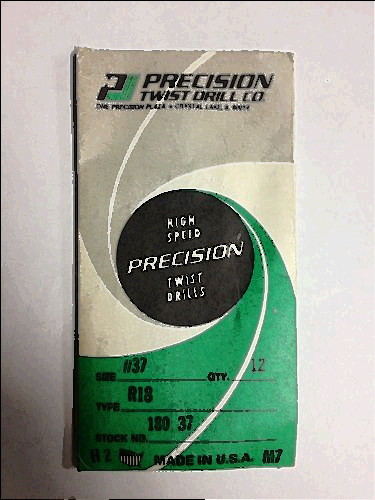 PRECISION
TWIST DRILL CO.
ONE PRECISION PLAZA • CRYSTAL LAKE, IL 60014
HIGH
SPEED
PRECISION
TWIST
DRILLS
SIZE #37 QTY. 12
TYPE R18
STOCK NO. 180 37
MADE IN U.S.A. M7